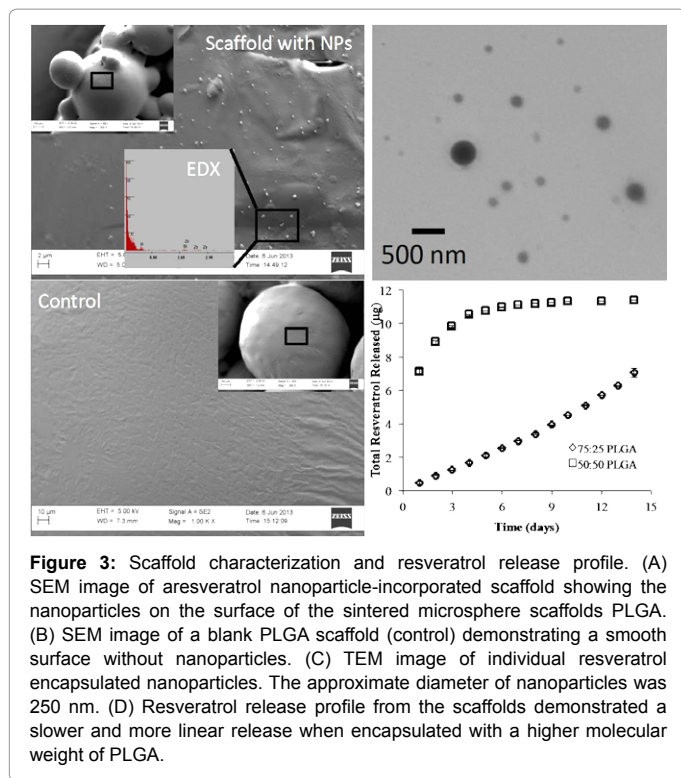 Scaffold with NPs
EDX
2 µm
EHT = 5.0
WD = 5.0
Date :6 Jun 2013
Time :14:49:12
ZEISS
500 nm
Control
10 µm
EHT = 5.00 kV
WD = 7.3 mm
Signal A = SE2
Mag = 1.00 K X
Date :6 Jun 2013
Time :15:12:09
ZEISS
Total Resveratrol Released (µg)
12
10
8
6
4
2
0
0 3 6 9 12 15
75:25 PLGA
50:50 PLGA
Time (days)
Figure 3: Scaffold characterization and resveratrol release profile. (A)
SEM image of aresveratrol nanoparticle-incorporated scaffold showing the
nanoparticles on the surface of the sintered microsphere scaffolds PLGA.
(B) SEM image of a blank PLGA scaffold (control) demonstrating a smooth
surface without nanoparticles. (C) TEM image of individual resveratrol
encapsulated nanoparticles. The approximate diameter of nanoparticles was
250 nm. (D) Resveratrol release profile from the scaffolds demonstrated a
slower and more linear release when encapsulated with a higher molecular
weight of PLGA.